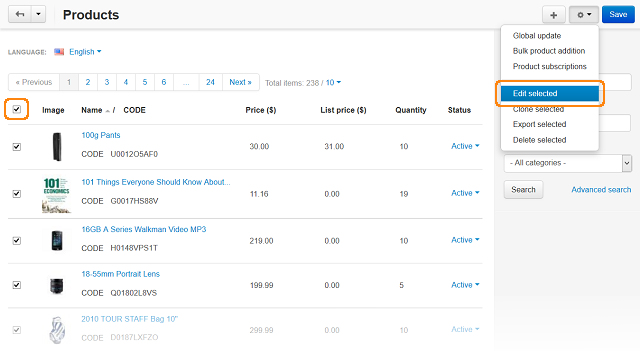 Products
Save
Global update
Bulk product addition
Product subscriptions
Edit selected
Clone selected
Export selected
Delete selected
LANGUAGE: English
« Previous 1 2 3 4 5 6 ... 24 Next » Total items: 238 / 10
Image Name / CODE Price ($) List price ($) Quantity Status
100g Pants
CODE U0012O5AF0 30.00 31.00 10 Active
101 ECONOMICS
101 Things Everyone Should Know About...
CODE G0017HS88V 11.16 0.00 19 Active
16GB A Series Walkman Video MP3
CODE H0148VPS1T 219.00 0.00 10 Active
18-55mm Portrait Lens
CODE Q01802L8VS 199.99 0.00 5 Active
2010 TOUR STAFF Bag 10"
CODE D0187LXFZO 299.99 0.00 10 Active
- All categories -
Search Advanced search